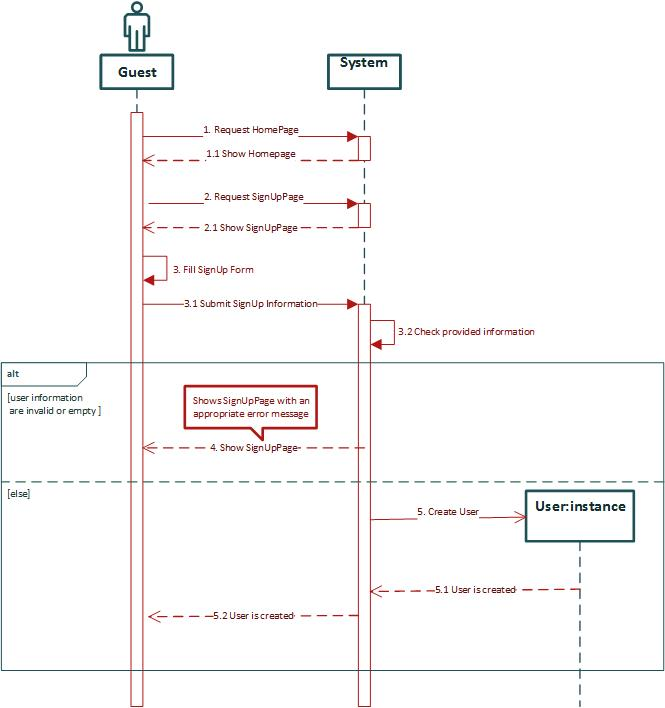 Guest
System
1. Request HomePage
1.1 Show Homepage
2. Request SignUpPage
2.1 Show SignUpPage
3. Fill SignUp Form
3.1 Submit SignUp Information
3.2 Check provided information
alt
[user information
are invalid or empty ]
Shows SignUpPage with an
appropriate error message
4. Show SignUpPage
[else]
User:instance
5. Create User
5.1 User is created
5.2 User is created